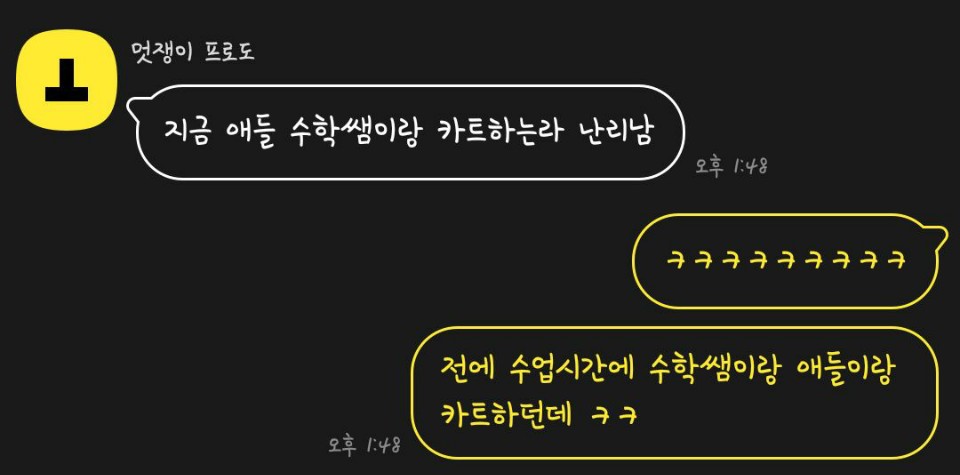 멋쟁이 프로도
지금 애들 수학쌤이랑 카트하는라 난리남
오후 1:48
ㅋㅋㅋㅋㅋㅋㅋㅋㅋ
전에 수업시간에 수학쌤이랑 애들이랑
카트하던데 ㅋㅋ
오후 1:48